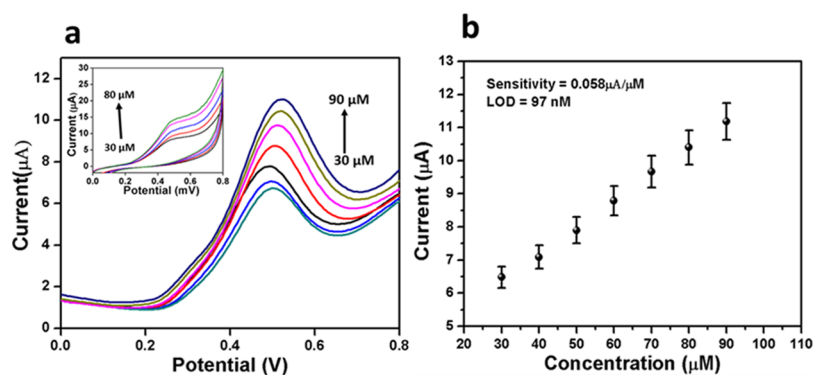 a
Current(μA)
12
10
8
6
4
2
0
0.0 0.2 0.4 0.6 0.8
Potential (V)
90 μM
30 μM
Current (μA)
30
25
20
15
10
5
0
0.0 0.2 0.4 0.6 0.8
Potential (mV)
80 μM
30 μM
b
Current (μA)
13
12
11
10
9
8
7
6
5
20 30 40 50 60 70 80 90 100 110
Concentration (μM)
Sensitivity = 0.058μA/μM
LOD = 97 nM